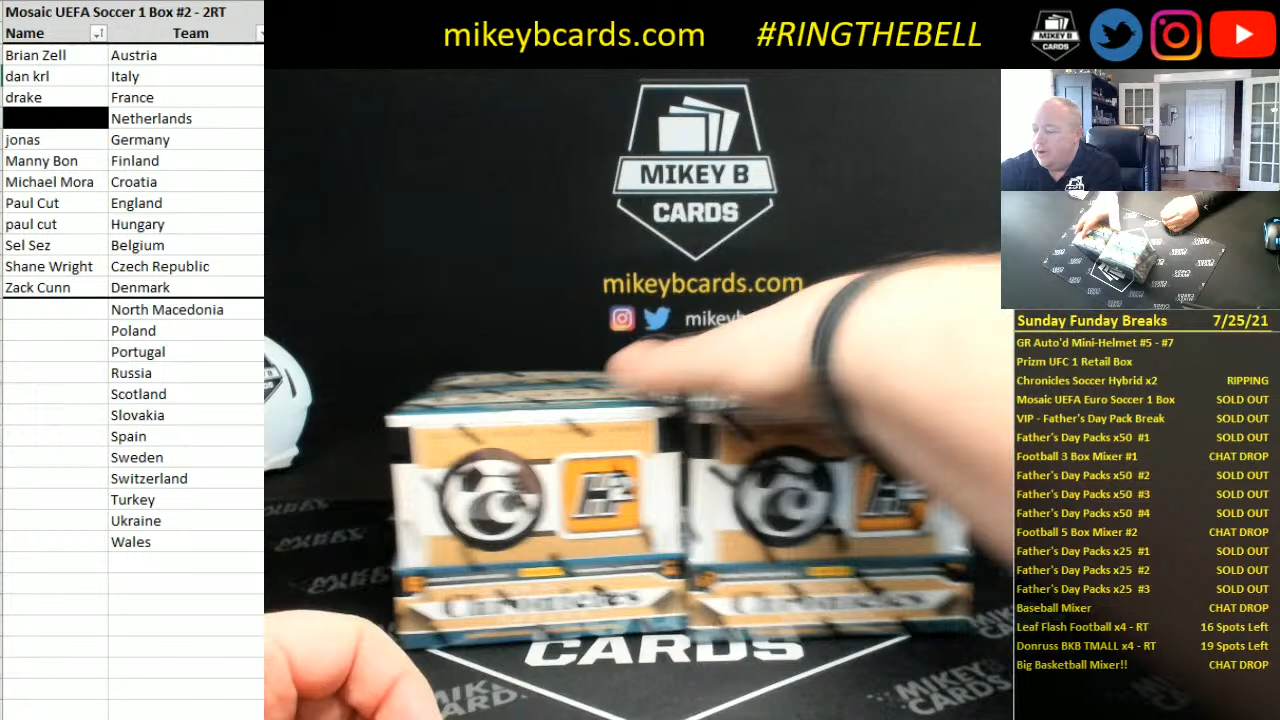 Mosaic UEFA Soccer 1 Box #2 - 2RT
Name Team
Brian Zell Austria
dan krl Italy
drake France
Netherlands
jonas Germany
Manny Bon Finland
Michael Mora Croatia
Paul Cut England
paul cut Hungary
Sel Sez Belgium
Shane Wright Czech Republic
Zack Cunn Denmark
North Macedonia
Poland
Portugal
Russia
Scotland
Slovakia
Spain
Sweden
Switzerland
Turkey
Ukraine
Wales
mikeybcards.com #RINGTHEBELL
MIKEY B
CARDS
MIKEY B
CARDS
mikeybcards.com
mikeyb
H2
H2
Chronicles
Chronicles
CARDS
MIKEY
CARDS
Sunday Funday Breaks 7/25/21
GR Auto'd Mini-Helmet #5 - #7
Prizm UFC 1 Retail Box
Chronicles Soccer Hybrid x2 RIPPING
Mosaic UEFA Euro Soccer 1 Box SOLD OUT
VIP - Father's Day Pack Break SOLD OUT
Father's Day Packs x50 #1 SOLD OUT
Football 3 Box Mixer #1 CHAT DROP
Father's Day Packs x50 #2 SOLD OUT
Father's Day Packs x50 #3 SOLD OUT
Father's Day Packs x50 #4 SOLD OUT
Football 5 Box Mixer #2 CHAT DROP
Father's Day Packs x25 #1 SOLD OUT
Father's Day Packs x25 #2 SOLD OUT
Father's Day Packs x25 #3 SOLD OUT
Baseball Mixer CHAT DROP
Leaf Flash Football x4 - RT 16 Spots Left
Donruss BKB TMALL x4 - RT 19 Spots Left
Big Basketball Mixer!! CHAT DROP